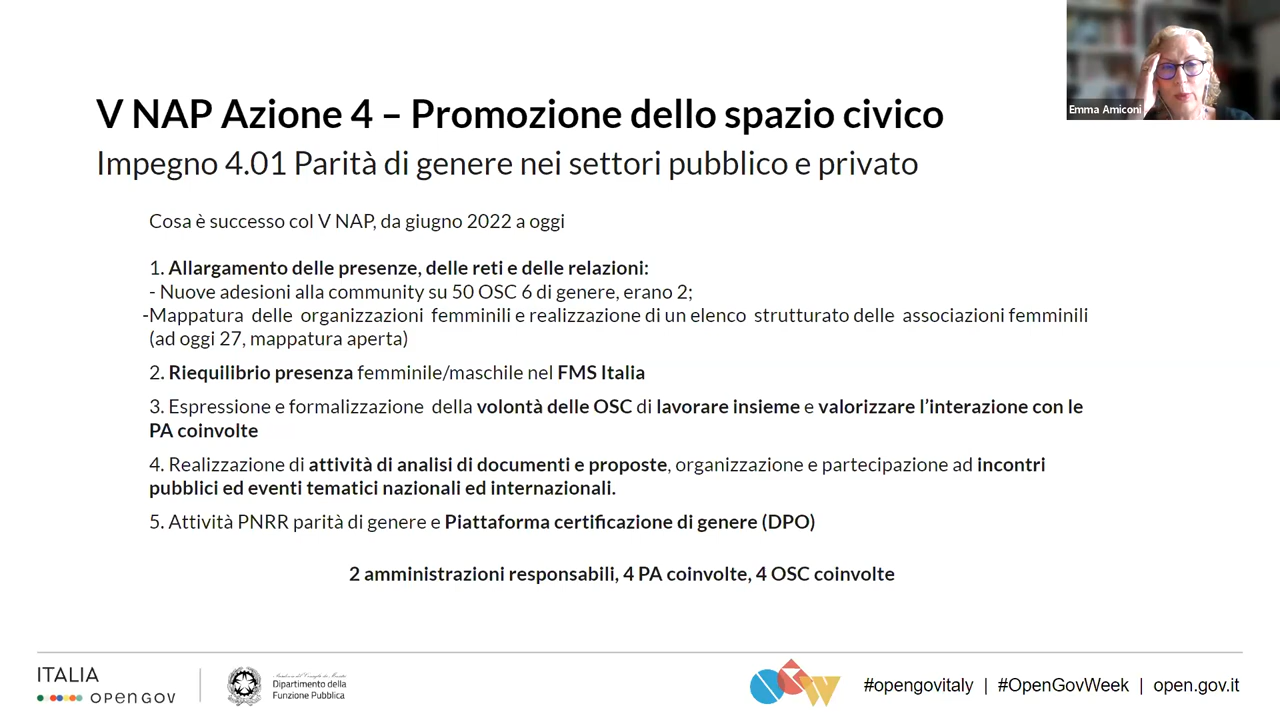 Emma Amiconi
V NAP Azione 4 – Promozione dello spazio civico
Impegno 4.01 Parità di genere nei settori pubblico e privato
Cosa è successo col V NAP, da giugno 2022 a oggi
1. Allargamento delle presenze, delle reti e delle relazioni:
- Nuove adesioni alla community su 50 OSC 6 di genere, erano 2;
-Mappatura delle organizzazioni femminili e realizzazione di un elenco strutturato delle associazioni femminili
(ad oggi 27, mappatura aperta)
2. Riequilibrio presenza femminile/maschile nel FMS Italia
3. Espressione e formalizzazione della volontà delle OSC di lavorare insieme e valorizzare l’interazione con le
PA coinvolte
4. Realizzazione di attività di analisi di documenti e proposte, organizzazione e partecipazione ad incontri
pubblici ed eventi tematici nazionali ed internazionali.
5. Attività PNRR parità di genere e Piattaforma certificazione di genere (DPO)
2 amministrazioni responsabili, 4 PA coinvolte, 4 OSC coinvolte
ITALIA
open gov
Dipartimento della
Funzione Pubblica
OGW
#opengovitaly | #OpenGovWeek | open.gov.it